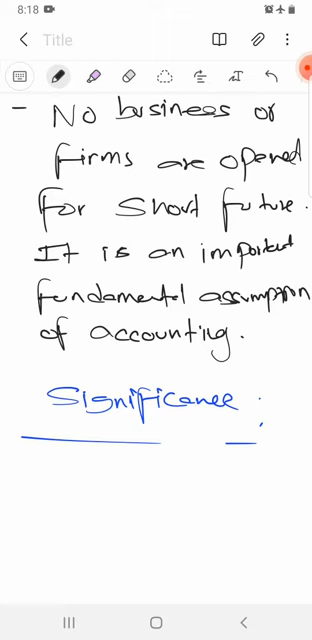 8:18
Title
- No business or
firms are opened
for short future.
It is an important
fundamental assumption
of accounting.
Significance :